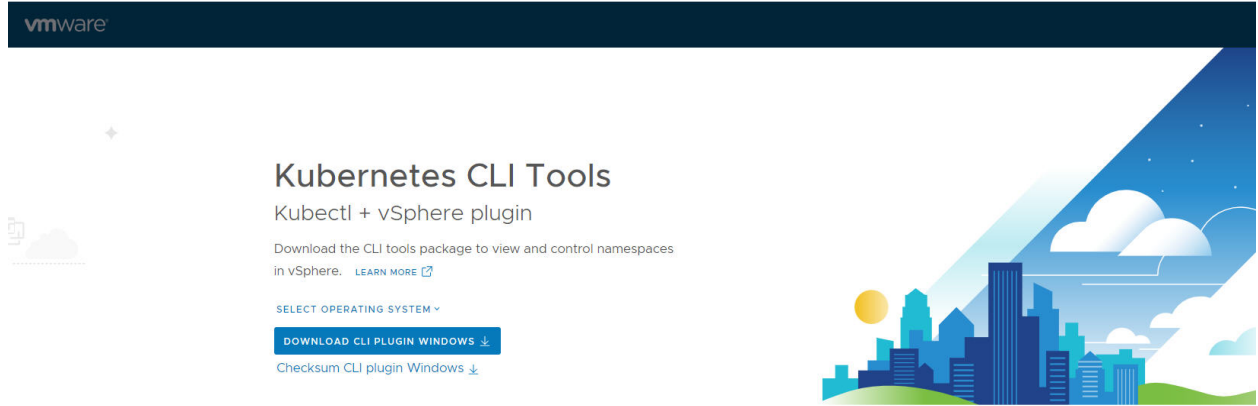 vmware
Kubernetes CLI Tools
Kubectl + vSphere plugin
Download the CLI tools package to view and control namespaces
in vSphere. LEARN MORE
SELECT OPERATING SYSTEM
DOWNLOAD CLI PLUGIN WINDOWS
Checksum CLI plugin Windows